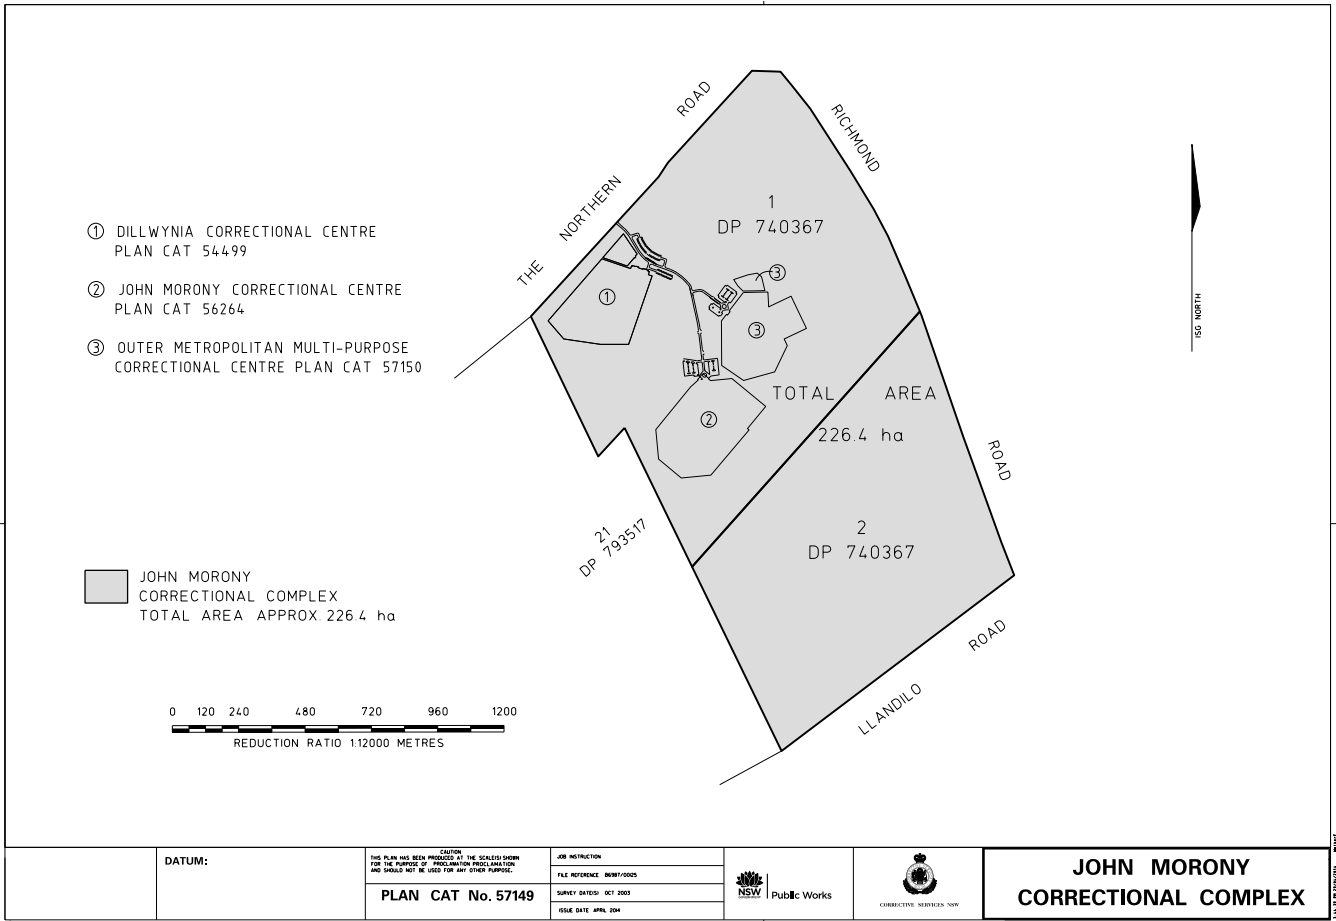 ROAD
RICHMOND
NORTHERN
THE
1
DP 740367
① DILLWYNIA CORRECTIONAL CENTRE
PLAN CAT 54499
② JOHN MORONY CORRECTIONAL CENTRE
PLAN CAT 56264
③ OUTER METROPOLITAN MULTI-PURPOSE
CORRECTIONAL CENTRE PLAN CAT 57150
③
①
③
②
ISG NORTH
TOTAL AREA
226.4 ha
ROAD
21
DP 793517
2
DP 740367
JOHN MORONY
CORRECTIONAL COMPLEX
TOTAL AREA APPROX. 226.4 ha
ROAD
LLANDILO
0 120 240 480 720 960 1200
REDUCTION RATIO 1:12000 METRES
DATUM:
CAUTION
THIS PLAN HAS BEEN PRODUCED AT THE SCALE(S) SHOWN
FOR THE PURPOSE OF PROCLAMATION PROCLAMATION
AND SHOULD NOT BE USED FOR ANY OTHER PURPOSE.
PLAN CAT No. 57149
JOB INSTRUCTION
FILE REFERENCE
SURVEY DATE(S) OCT 2003
ISSUE DATE APRIL 2014
NSW
Public Works
CORRECTIVE SERVICES NSW
JOHN MORONY
CORRECTIONAL COMPLEX